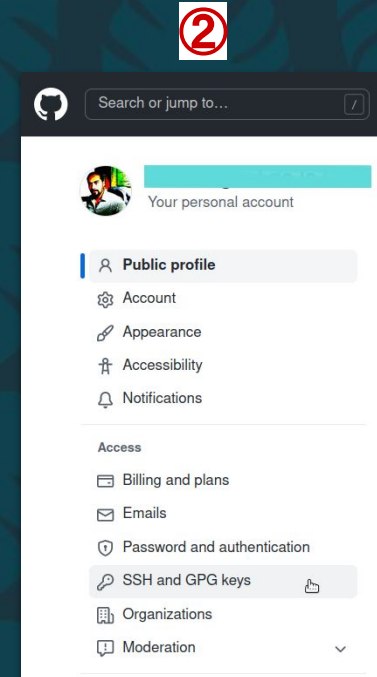 ②
Search or jump to…
/
Your personal account
Public profile
Account
Appearance
Accessibility
Notifications
Access
Billing and plans
Emails
Password and authentication
SSH and GPG keys
Organizations
Moderation